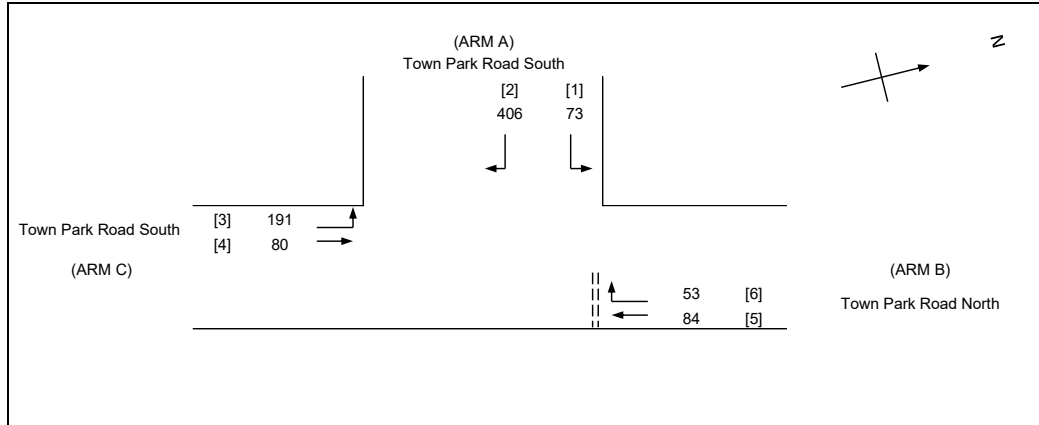 (ARM A)
Town Park Road South
N
[2] [1]
406 73
[3] 191
Town Park Road South
[4] 80
(ARM C)
(ARM B)
53 [6]
Town Park Road North
84 [5]